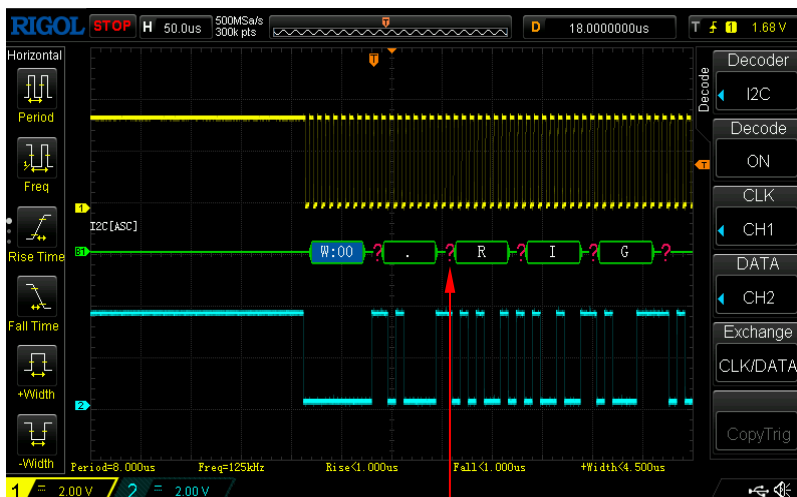 RIGOL STOP H 50.0us 500MSa/s 300k pts D 18.0000000us T 1 1.68 V
Horizontal
Period
Freq
Rise Time
Fall Time
+Width
-Width
T
T
1
I2C[ASC]
B1 W:00 ? . ? R ? I ? G ?
2
Period=8.000us Freq=125kHz Rise<1.000us Fall<1.000us +Width<4.500us
Decode
Decoder
I2C
Decode
ON
CLK
CH1
DATA
CH2
Exchange
CLK/DATA
CopyTrig
1 = 2.00 V 2 = 2.00 V